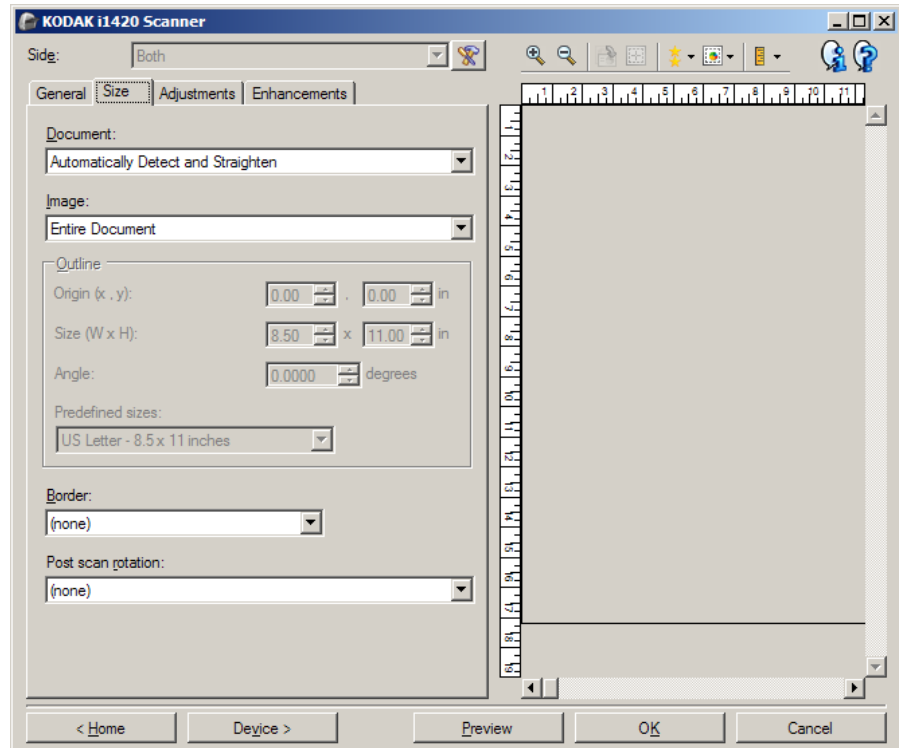 KODAK i1420 Scanner
Side: Both
General Size Adjustments Enhancements
Document:
Automatically Detect and Straighten
Image:
Entire Document
Outline
Origin (x , y): 0.00 , 0.00 in
Size (W x H): 8.50 x 11.00 in
Angle: 0.0000 degrees
Predefined sizes:
US Letter - 8.5 x 11 inches
Border:
(none)
Post scan rotation:
(none)
1 2 3 4 5 6 7 8 9 10 11
1
2
3
4
5
6
7
8
9
10
11
12
13
14
15
16
17
18
19
< Home Device > Preview OK Cancel